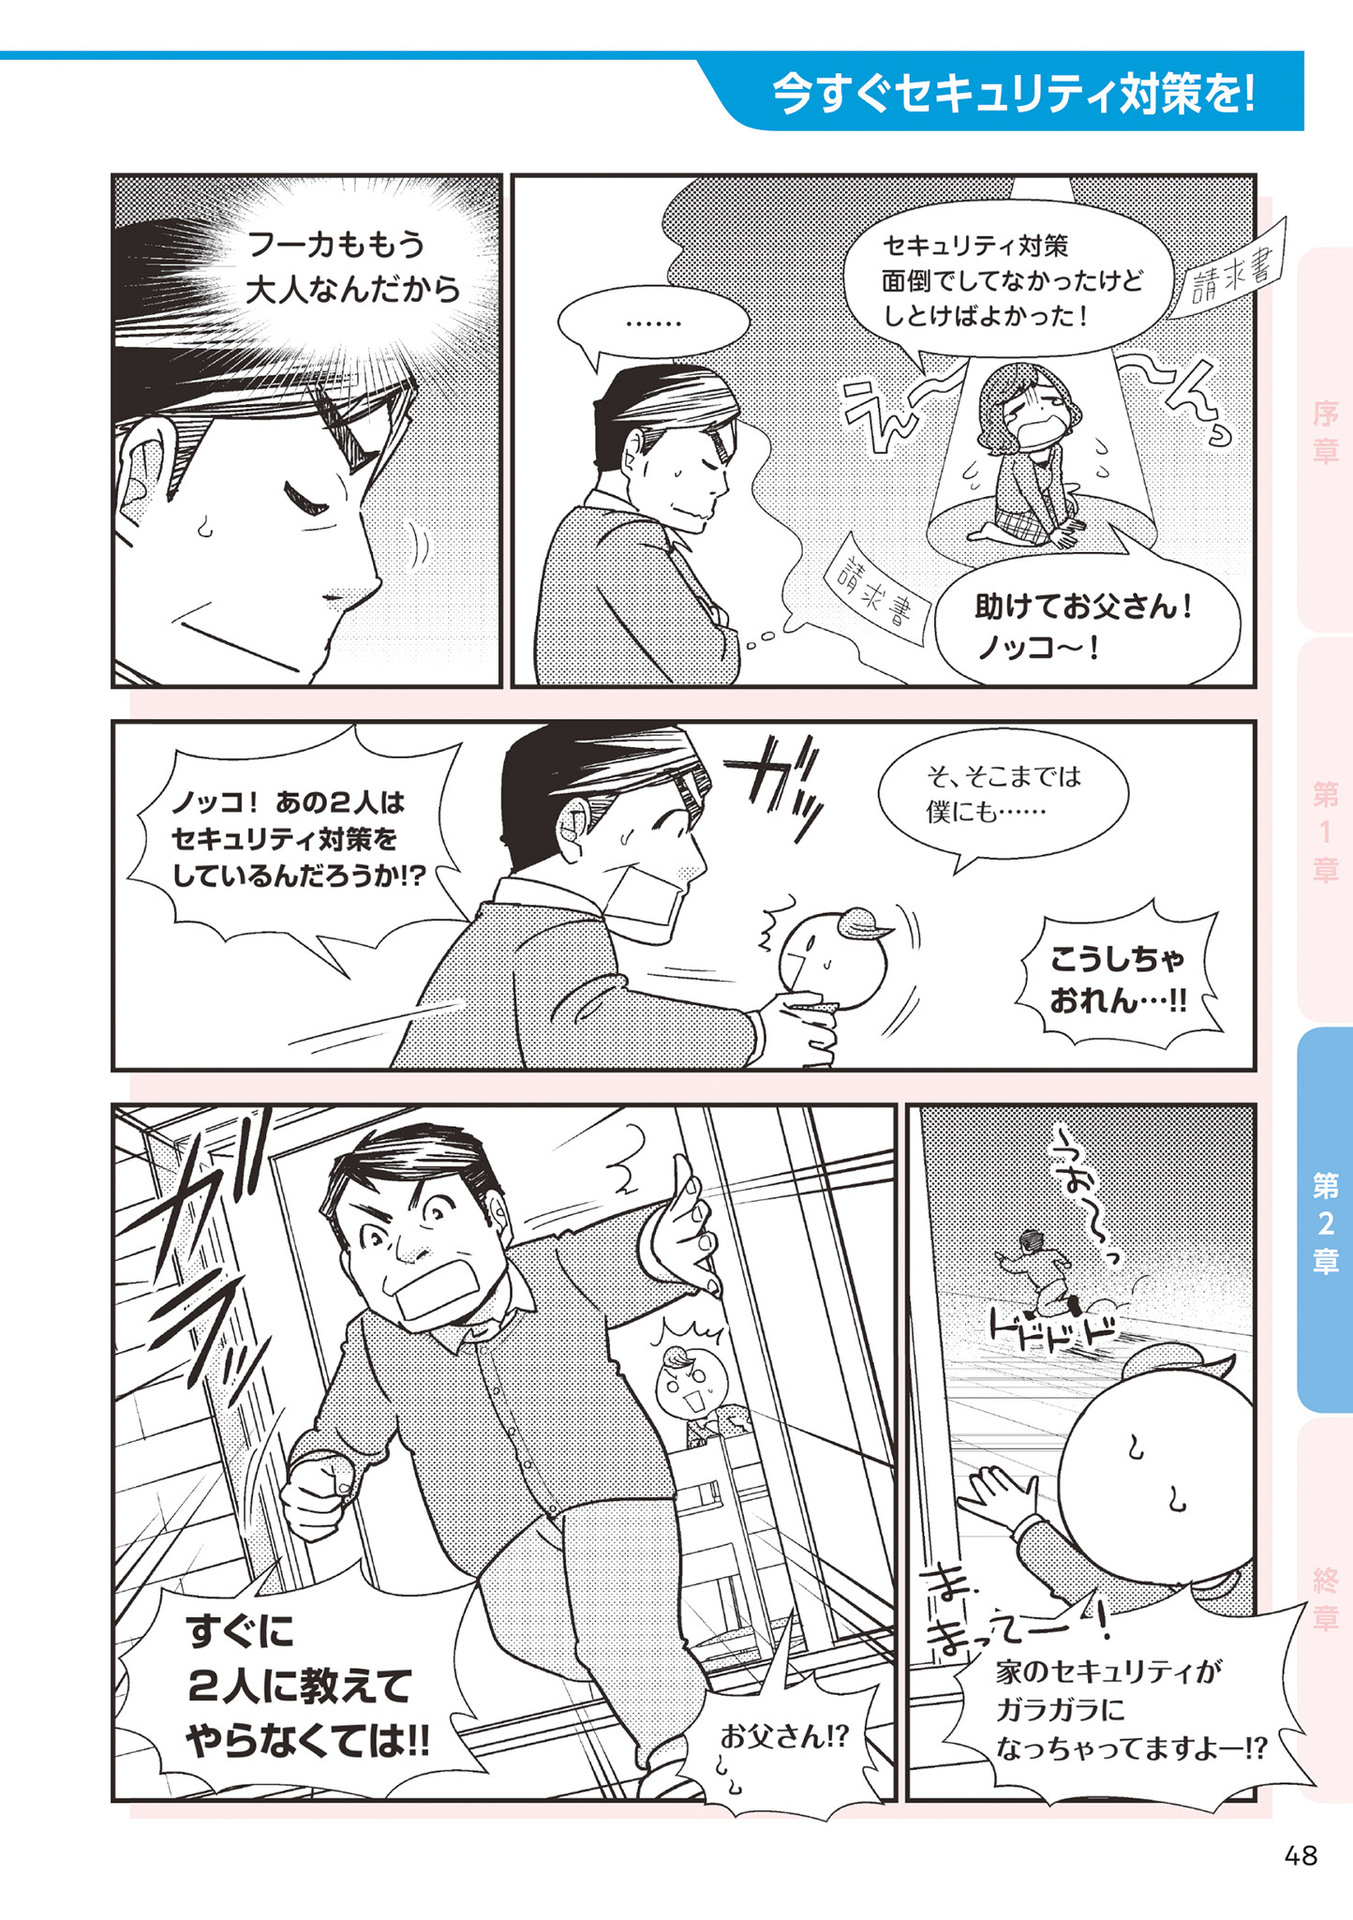 今すぐセキュリティ対策を!
フーカももう
大人なんだから
……
セキュリティ対策
面倒でしてなかったけど
しとけばよかった!
請求書
え〜〜んっ
請求書
助けてお父さん!
ノッコ〜!
ノッコ! あの2人は
セキュリティ対策を
しているんだろうか!?
ガッ
そ、そこまでは
僕にも……
こうしちゃ
おれん…!!
ガラッ
すぐに
2人に教えて
やらなくては!!
お父さん!?
うお〜〜っ
ドドドド
ま、
まってー!
家のセキュリティが
ガラガラに
なっちゃってますよー!?
序章
第1章
第2章
終章
48